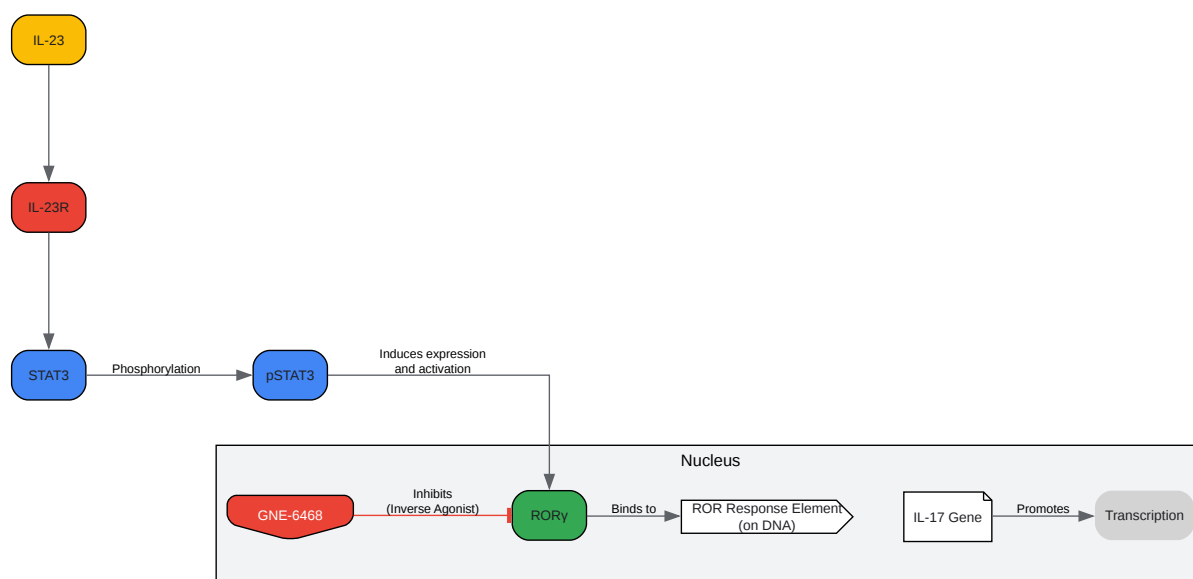 IL-23
IL-23R
STAT3
Phosphorylation
pSTAT3
Induces expression
and activation
Nucleus
GNE-6468
Inhibits
(Inverse Agonist)
RORγ
Binds to
ROR Response Element
(on DNA)
IL-17 Gene
Promotes
Transcription